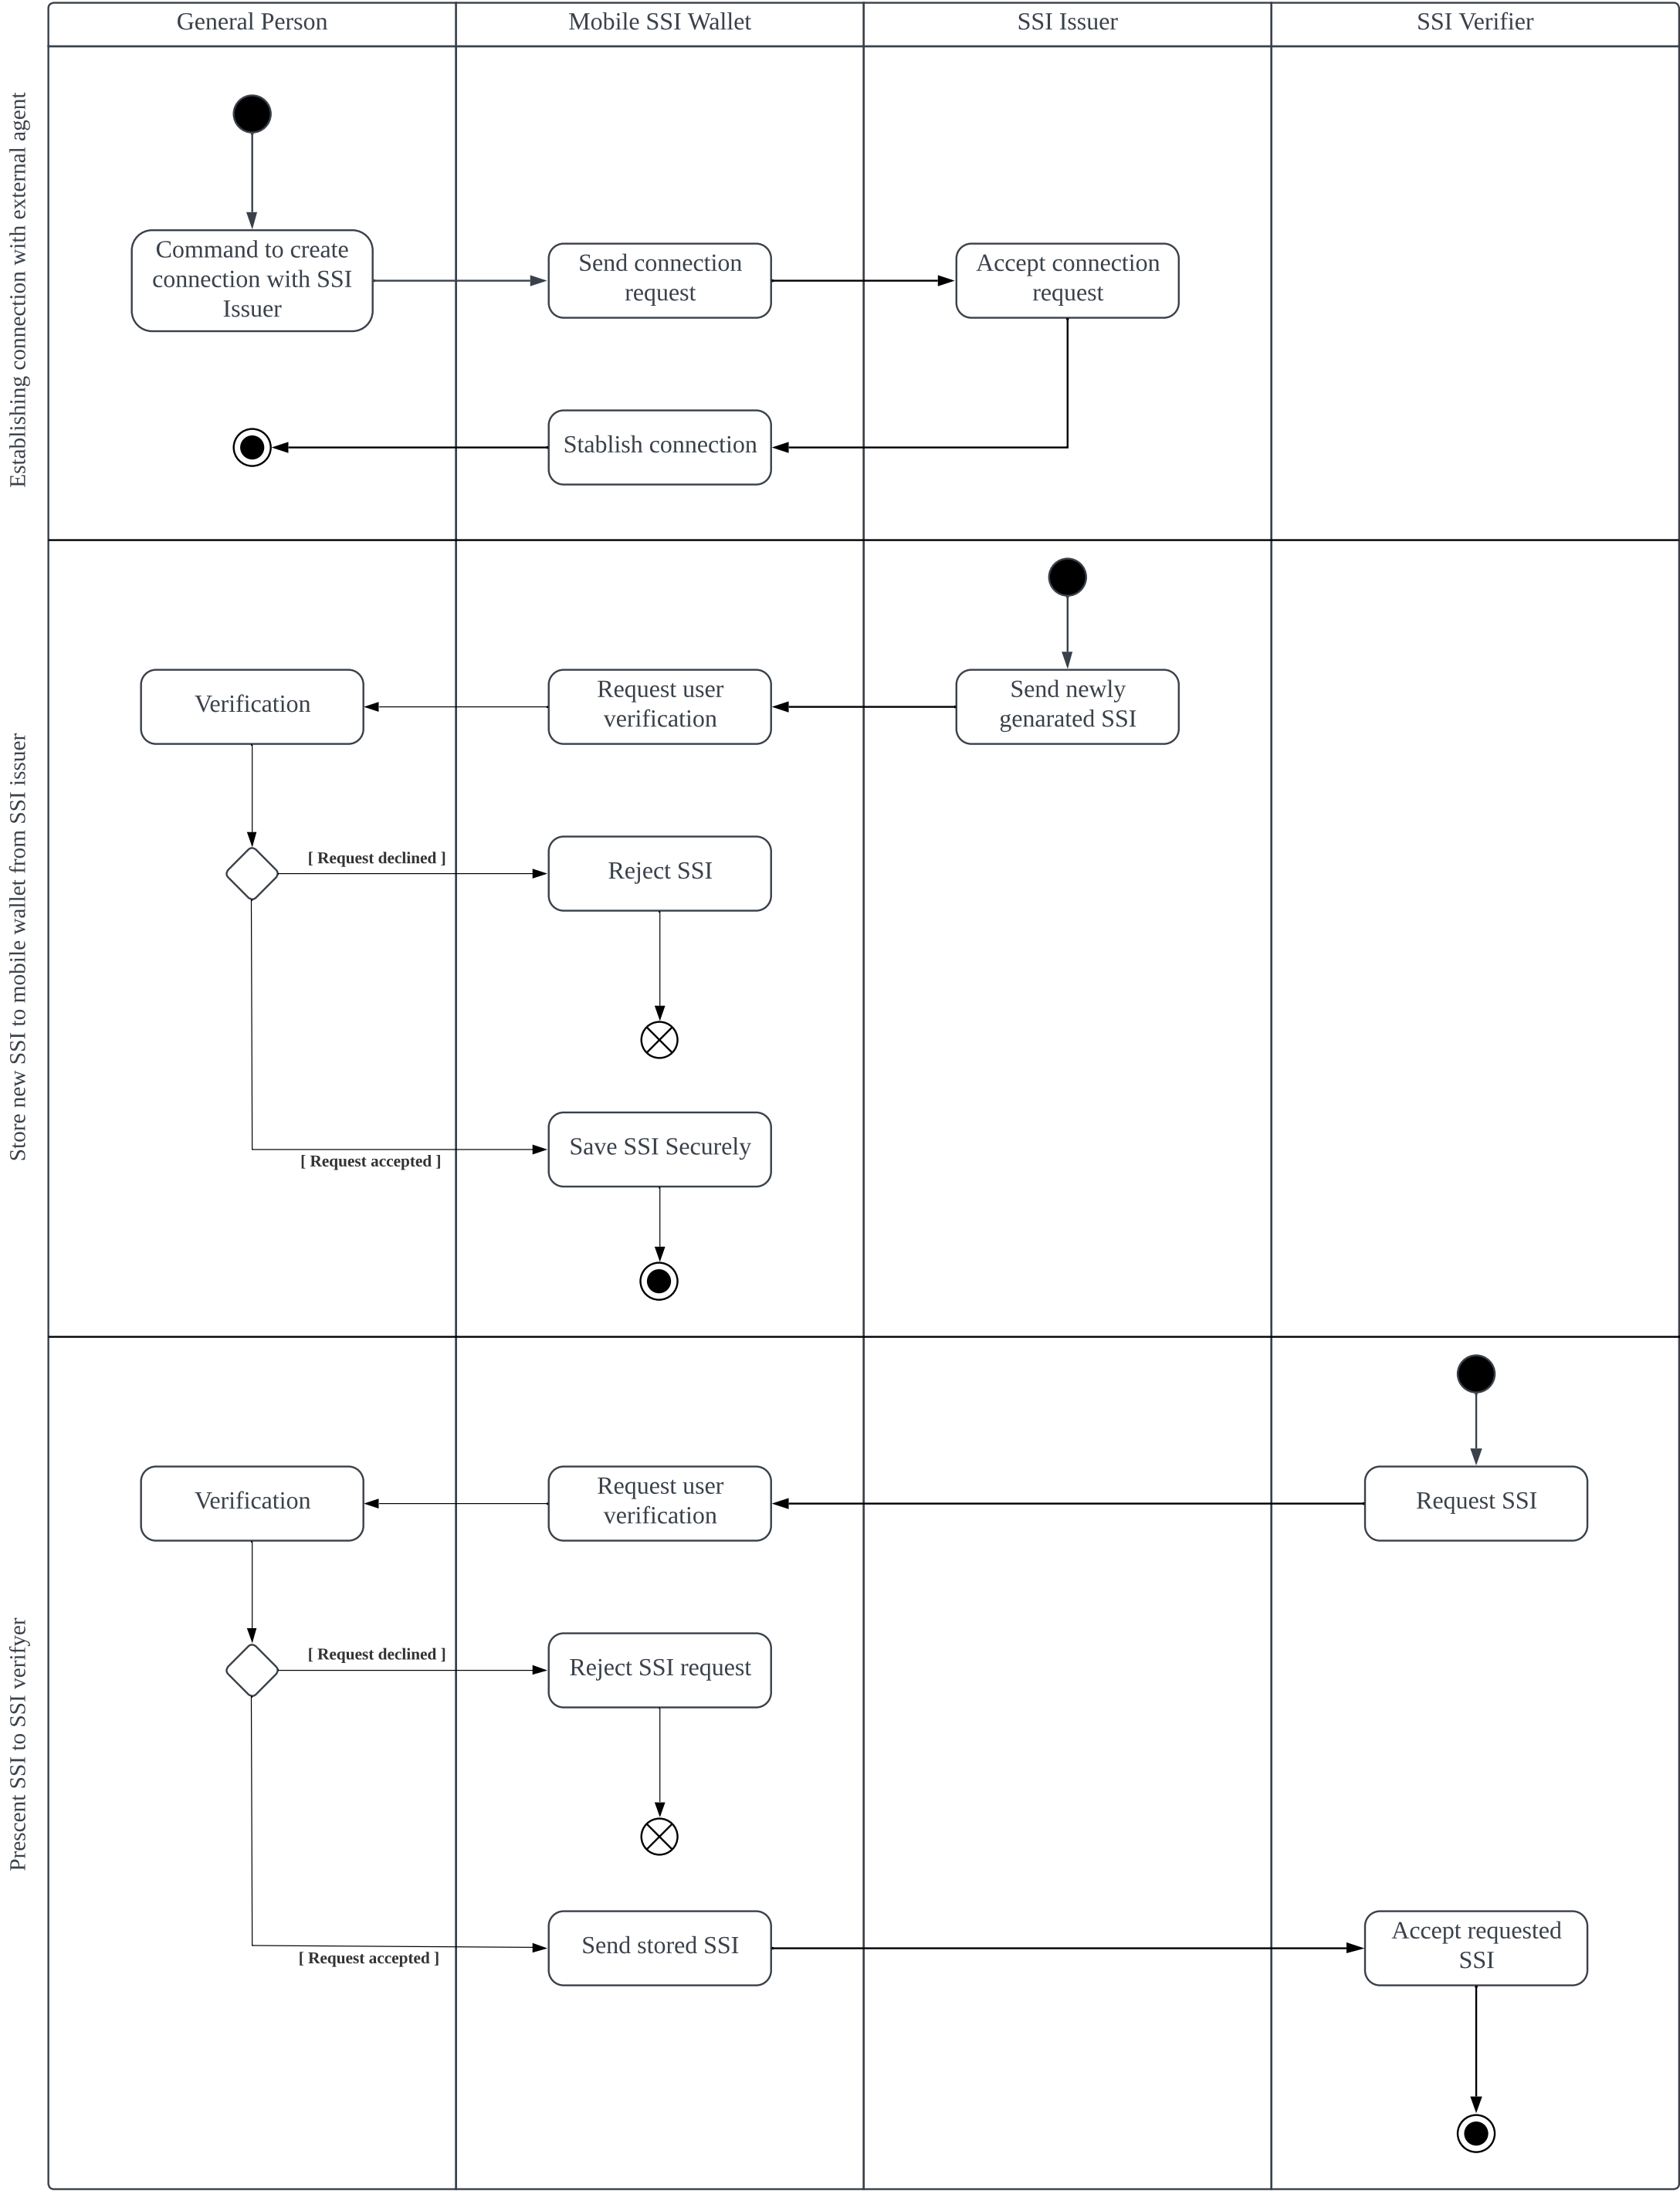 General Person
Mobile SSI Wallet
SSI Issuer
SSI Verifier
Establishing connection with external agent
Command to create
connection with SSI
Issuer
Send connection
request
Accept connection
request
Stablish connection
Store new SSI to mobile wallet from SSI issuer
Verification
Request user
verification
Send newly
genarated SSI
[ Request declined ]
Reject SSI
Save SSI Securely
[ Request accepted ]
Prescent SSI to SSI verifyer
Verification
Request user
verification
Request SSI
[ Request declined ]
Reject SSI request
Send stored SSI
[ Request accepted ]
Accept requested
SSI